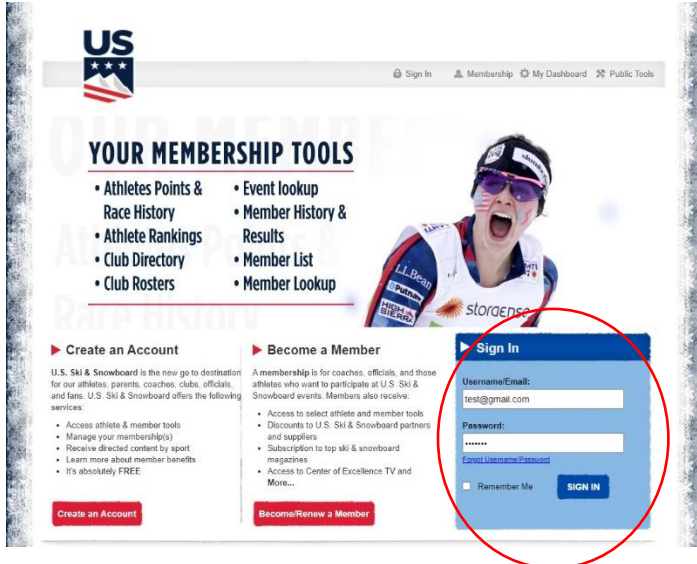 US
Sign In Membership My Dashboard Public Tools
YOUR MEMBERSHIP TOOLS
• Athletes Points &
Race History
• Athlete Rankings
• Club Directory
• Club Rosters
• Event lookup
• Member History &
Results
• Member List
• Member Lookup
L.L.Bean
Putnam
HIGH
SIERRA
storaenso
Create an Account
U.S. Ski & Snowboard is the new go to destination
for our athletes, parents, coaches, clubs, officials,
and fans. U.S. Ski & Snowboard offers the following
services:
• Access athlete & member tools
• Manage your membership(s)
• Receive directed content by sport
• Learn more about member benefits
• It's absolutely FREE
Create an Account
Become a Member
A membership is for coaches, officials, and those
athletes who want to participate at U.S. Ski &
Snowboard events. Members also receive:
• Access to select athlete and member tools
• Discounts to U.S. Ski & Snowboard partners
and suppliers
• Subscription to top ski & snowboard
magazines
• Access to Center of Excellence TV and
More...
Become/Renew a Member
Sign In
Username/Email:
test@gmail.com
Password:
•••••••
Forgot Username/Password
Remember Me
SIGN IN